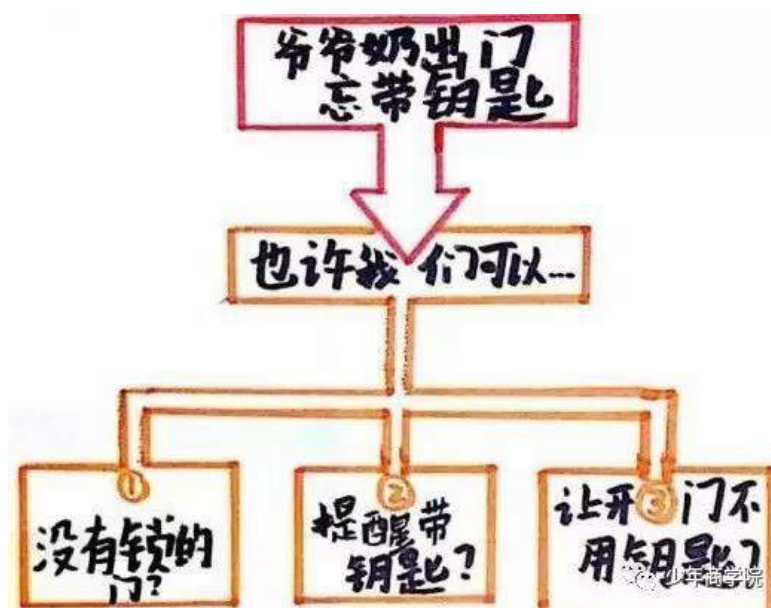 爷爷奶出门
忘带钥匙
也许我们可以...
①
没有锁的
门?
②
提醒带
钥匙?
③
让开门不
用钥匙?
少年商学院